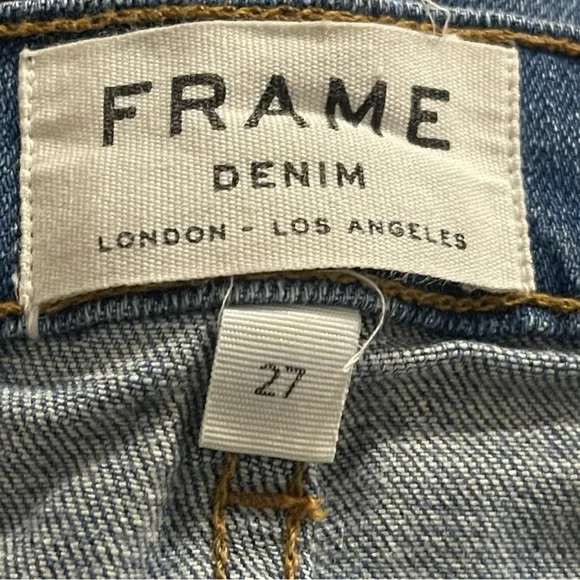 FRAME
DENIM
LONDON - LOS ANGELES
27